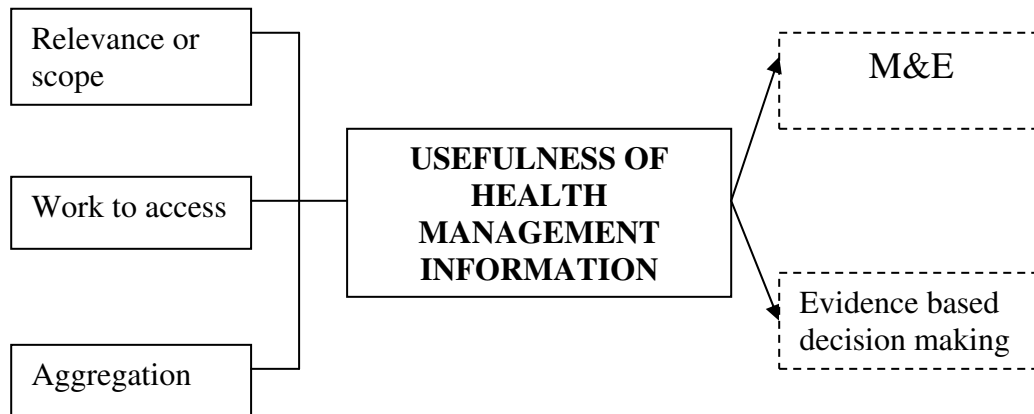 Relevance or
scope
Work to access
Aggregation
USEFULNESS OF
HEALTH
MANAGEMENT
INFORMATION
M&E
Evidence based
decision making